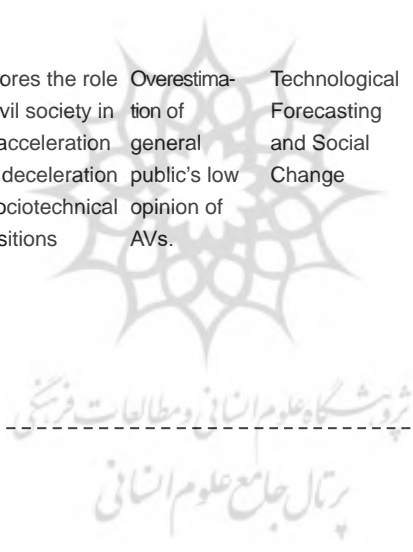 ores the role
vil society in
acceleration
deceleration
ociotechnical
sitions
Overestima-
tion of
general
public's low
opinion of
AVs.
Technological
Forecasting
and Social
Change
پژوهشگاه علوم انسانی و مطالعات فرهنگی
پرتال جامع علوم انسانی